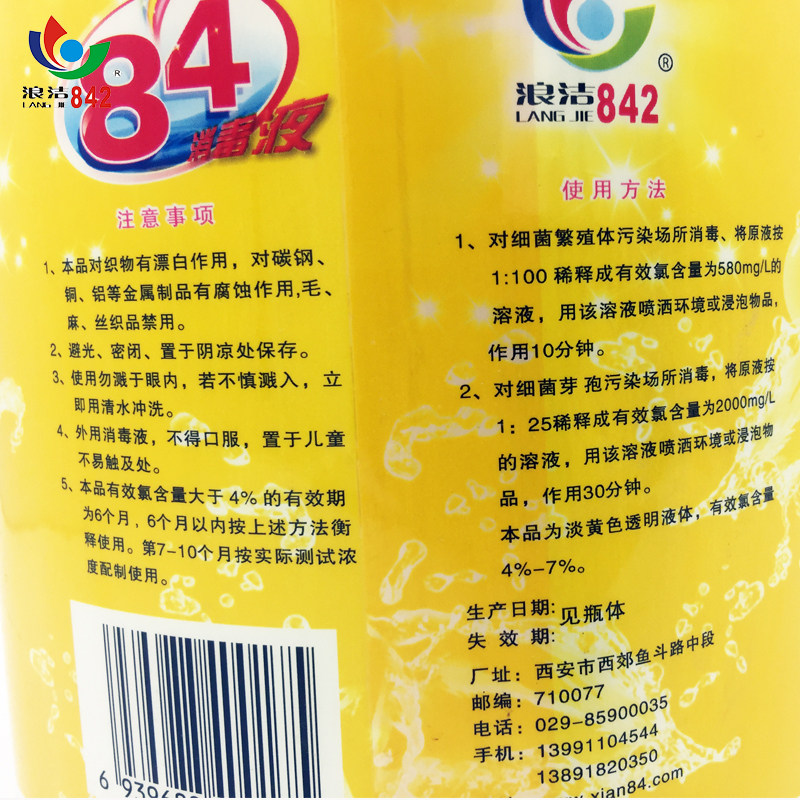 浪洁842
LANG JIE
®
84
消毒液
注意事项
1、本品对织物有漂白作用，对碳钢、
铜、铝等金属制品有腐蚀作用,毛、
麻、丝织品禁用。
2、避光、密闭、置于阴凉处保存。
3、使用勿溅于眼内，若不慎溅入，立
即用清水冲洗。
4、外用消毒液，不得口服，置于儿童
不易触及处。
5、本品有效氯含量大于 4% 的有效期
为6个月，6个月以内按上述方法衡
释使用。第7-10个月按实际测试浓
度配制使用。
浪洁842
LANG JIE
®
使用方法
1、对细菌繁殖体污染场所消毒、将原液按
1:100 稀释成有效氯含量为580mg/L的
溶液，用该溶液喷洒环境或浸泡物品，
作用10分钟。
2、对细菌芽 孢污染场所消毒，将原液按
1：25稀释成有效氯含量为2000mg/L
的溶液，用该溶液喷洒环境或浸泡物
品，作用30分钟。
本品为淡黄色透明液体，有效氯含量
4%-7%。
生产日期: 见瓶体
失 效 期:
厂址：西安市西郊鱼斗路中段
邮编：710077
电话：029-85900035
手机：13991104544
13891820350
xian84.com